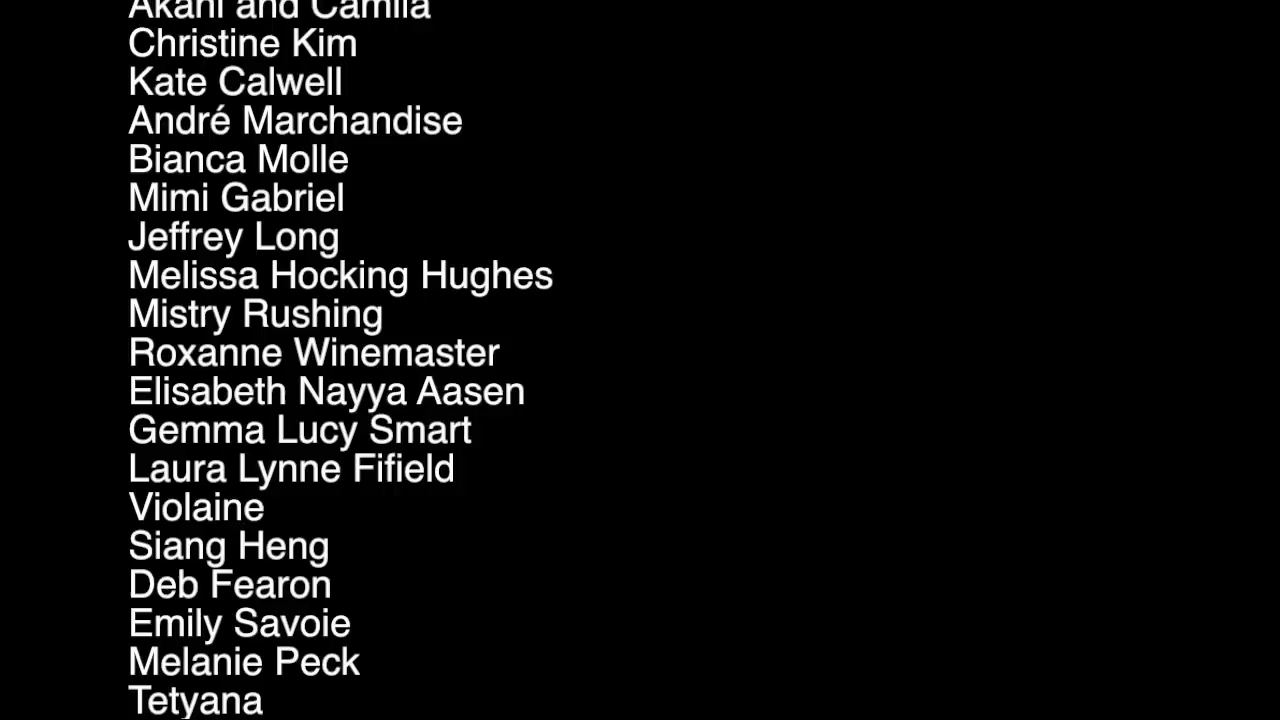 Akani and Camila
Christine Kim
Kate Calwell
André Marchandise
Bianca Molle
Mimi Gabriel
Jeffrey Long
Melissa Hocking Hughes
Mistry Rushing
Roxanne Winemaster
Elisabeth Nayya Aasen
Gemma Lucy Smart
Laura Lynne Fifield
Violaine
Siang Heng
Deb Fearon
Emily Savoie
Melanie Peck
Tetyana